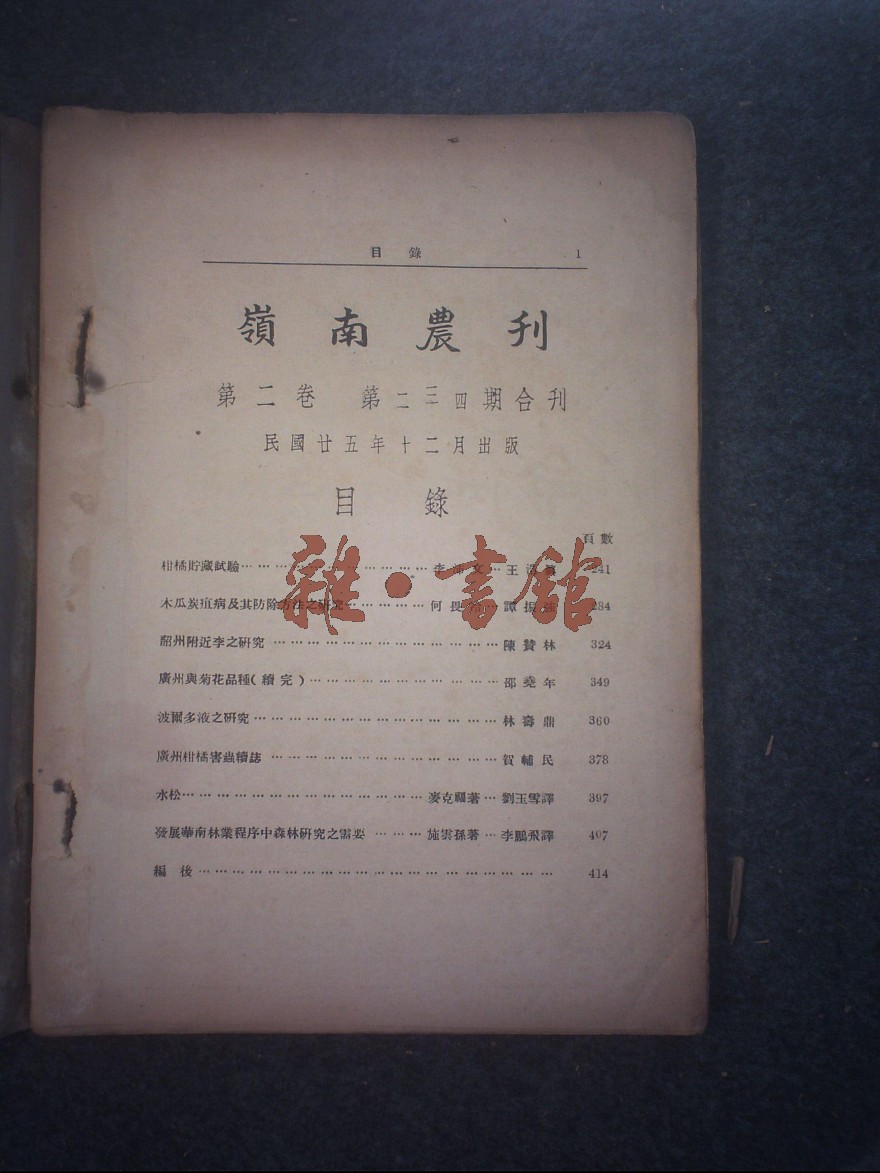 目錄 1
嶺南農刊
第二卷 第二三四期合刊
民國廿五年十二月出版
目錄
頁數
柑橘貯藏試驗 李 文 王 241
木瓜炭疽病及其防除方法之研究 何 譚振 284
韶州附近李之研究 陳贊林 324
廣州與菊花品種(續完) 邵堯年 349
波爾多液之研究 林壽鼎 360
廣州柑橘害蟲續誌 賀輔民 378
水松 麥克福著 劉玉雪譯 397
發展華南林業程序中森林研究之需要 施雲孫著 李鵬飛譯 407
編後 414
雜·書館